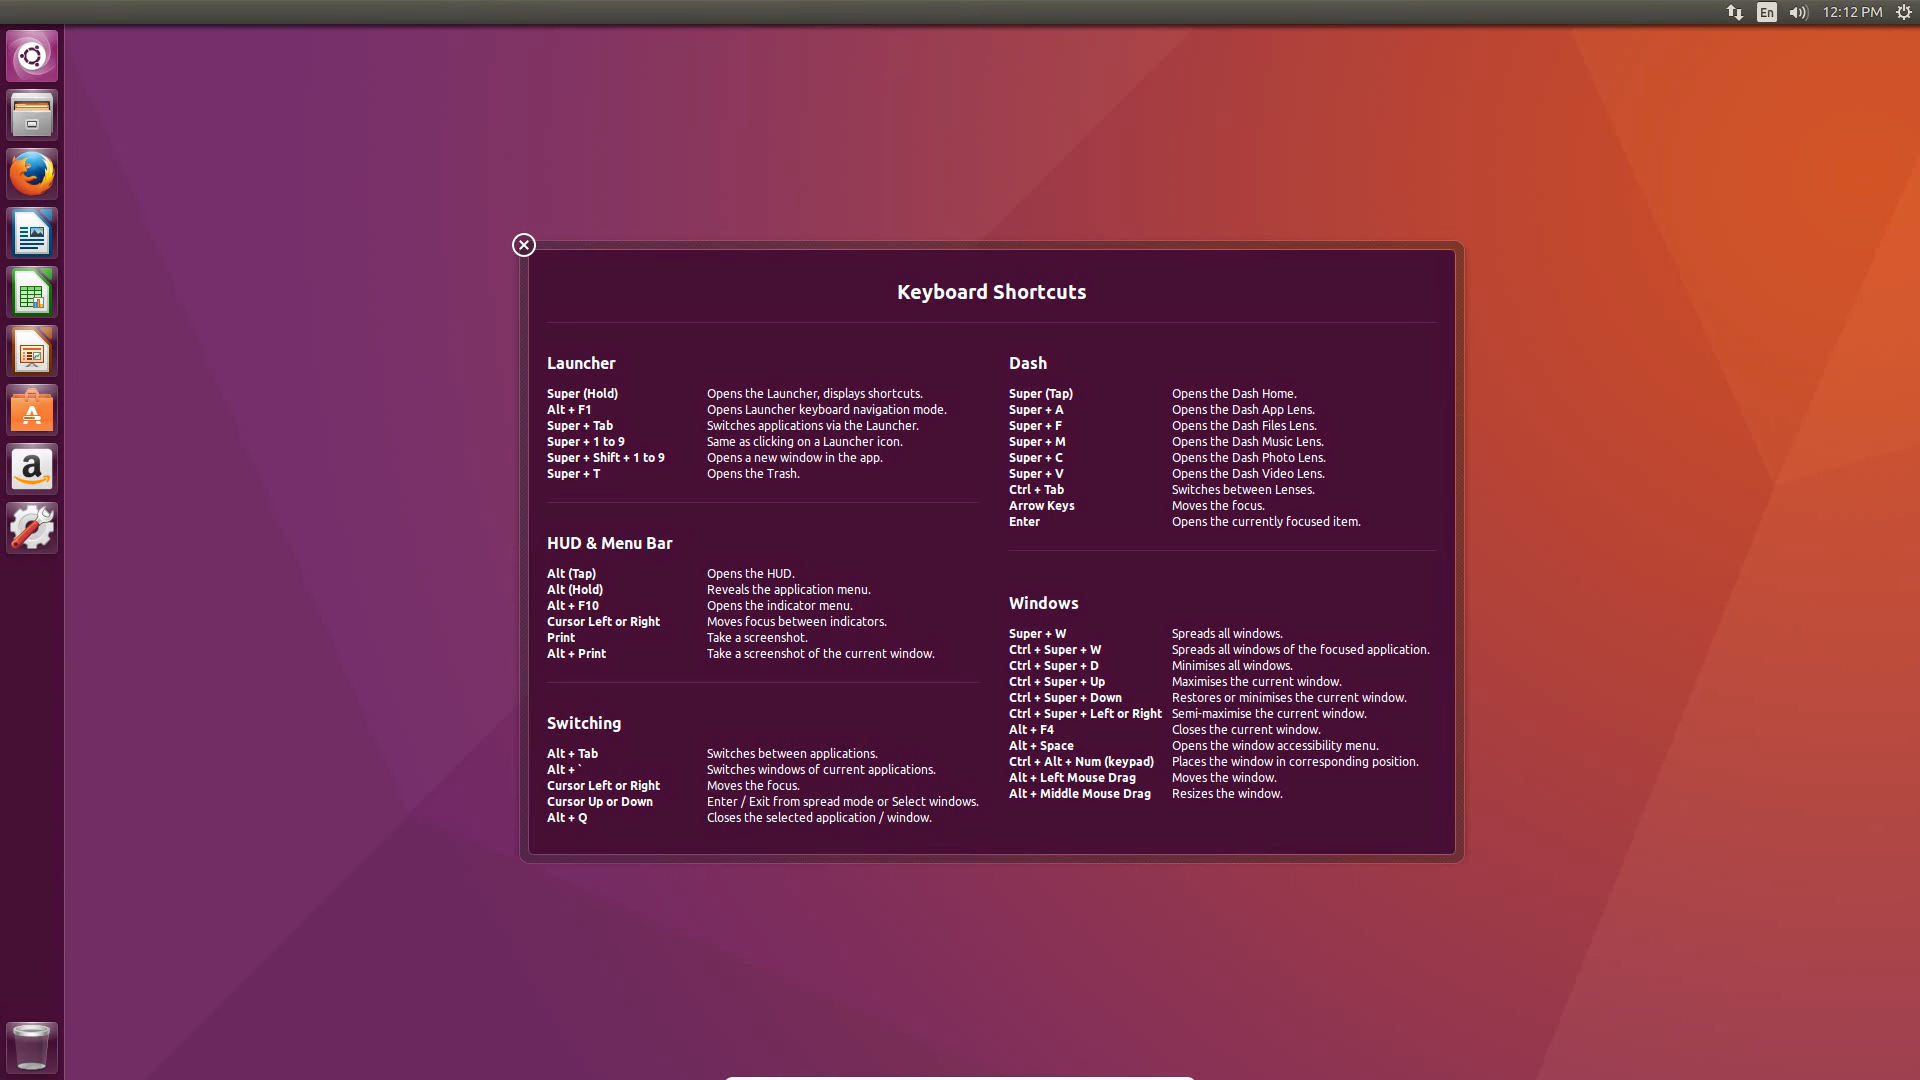 En 12:12 PM
Keyboard Shortcuts
Launcher
Super (Hold) Opens the Launcher, displays shortcuts.
Alt + F1 Opens Launcher keyboard navigation mode.
Super + Tab Switches applications via the Launcher.
Super + 1 to 9 Same as clicking on a Launcher icon.
Super + Shift + 1 to 9 Opens a new window in the app.
Super + T Opens the Trash.
HUD & Menu Bar
Alt (Tap) Opens the HUD.
Alt (Hold) Reveals the application menu.
Alt + F10 Opens the indicator menu.
Cursor Left or Right Moves focus between indicators.
Print Take a screenshot.
Alt + Print Take a screenshot of the current window.
Switching
Alt + Tab Switches between applications.
Alt + ` Switches windows of current applications.
Cursor Left or Right Moves the focus.
Cursor Up or Down Enter / Exit from spread mode or Select windows.
Alt + Q Closes the selected application / window.
Dash
Super (Tap) Opens the Dash Home.
Super + A Opens the Dash App Lens.
Super + F Opens the Dash Files Lens.
Super + M Opens the Dash Music Lens.
Super + C Opens the Dash Photo Lens.
Super + V Opens the Dash Video Lens.
Ctrl + Tab Switches between Lenses.
Arrow Keys Moves the focus.
Enter Opens the currently focused item.
Windows
Super + W Spreads all windows.
Ctrl + Super + W Spreads all windows of the focused application.
Ctrl + Super + D Minimises all windows.
Ctrl + Super + Up Maximises the current window.
Ctrl + Super + Down Restores or minimises the current window.
Ctrl + Super + Left or Right Semi-maximise the current window.
Alt + F4 Closes the current window.
Alt + Space Opens the window accessibility menu.
Ctrl + Alt + Num (keypad) Places the window in corresponding position.
Alt + Left Mouse Drag Moves the window.
Alt + Middle Mouse Drag Resizes the window.
A
a